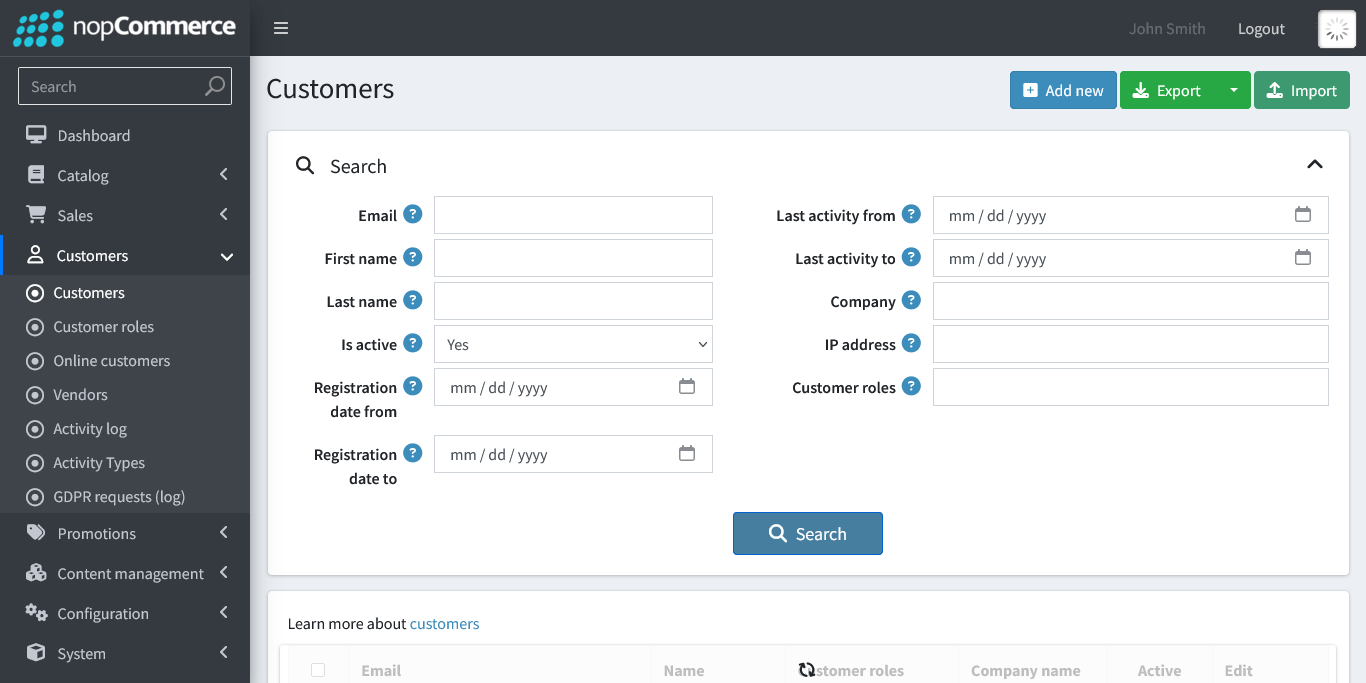 nopCommerce
John Smith
Logout
Search
Dashboard
Catalog
Sales
Customers
Customers
Customer roles
Online customers
Vendors
Activity log
Activity Types
GDPR requests (log)
Promotions
Content management
Configuration
System
Customers
Add new
Export
Import
Search
Email ?
First name ?
Last name ?
Is active ? Yes
Registration ? mm / dd / yyyy
date from
Registration ? mm / dd / yyyy
date to
Last activity from ? mm / dd / yyyy
Last activity to ? mm / dd / yyyy
Company ?
IP address ?
Customer roles ?
Search
Learn more about customers
Email Name stomer roles Company name Active Edit